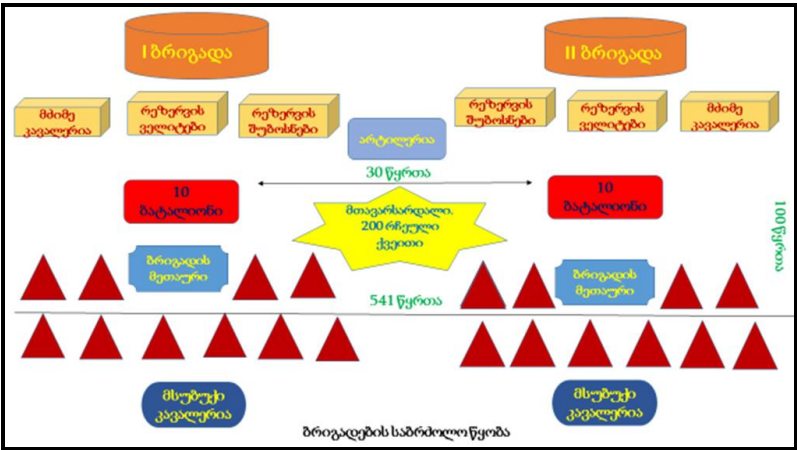 I ბრიგადა
II ბრიგადა
მძიმე
კავალერია
რეზერვის
ველიტები
რეზერვის
შუბოსნები
რეზერვის
შუბოსნები
რეზერვის
ველიტები
მძიმე
კავალერია
არტილერია
30 წყრთა
10
ბატალიონი
10
ბატალიონი
მთავარსარდალი,
200 რჩეული
ქვეითი
100 წყრთა
ბრიგადის
მეთაური
ბრიგადის
მეთაური
541 წყრთა
მსუბუქი
კავალერია
მსუბუქი
კავალერია
ბრიგადების საბრძოლო წყობა